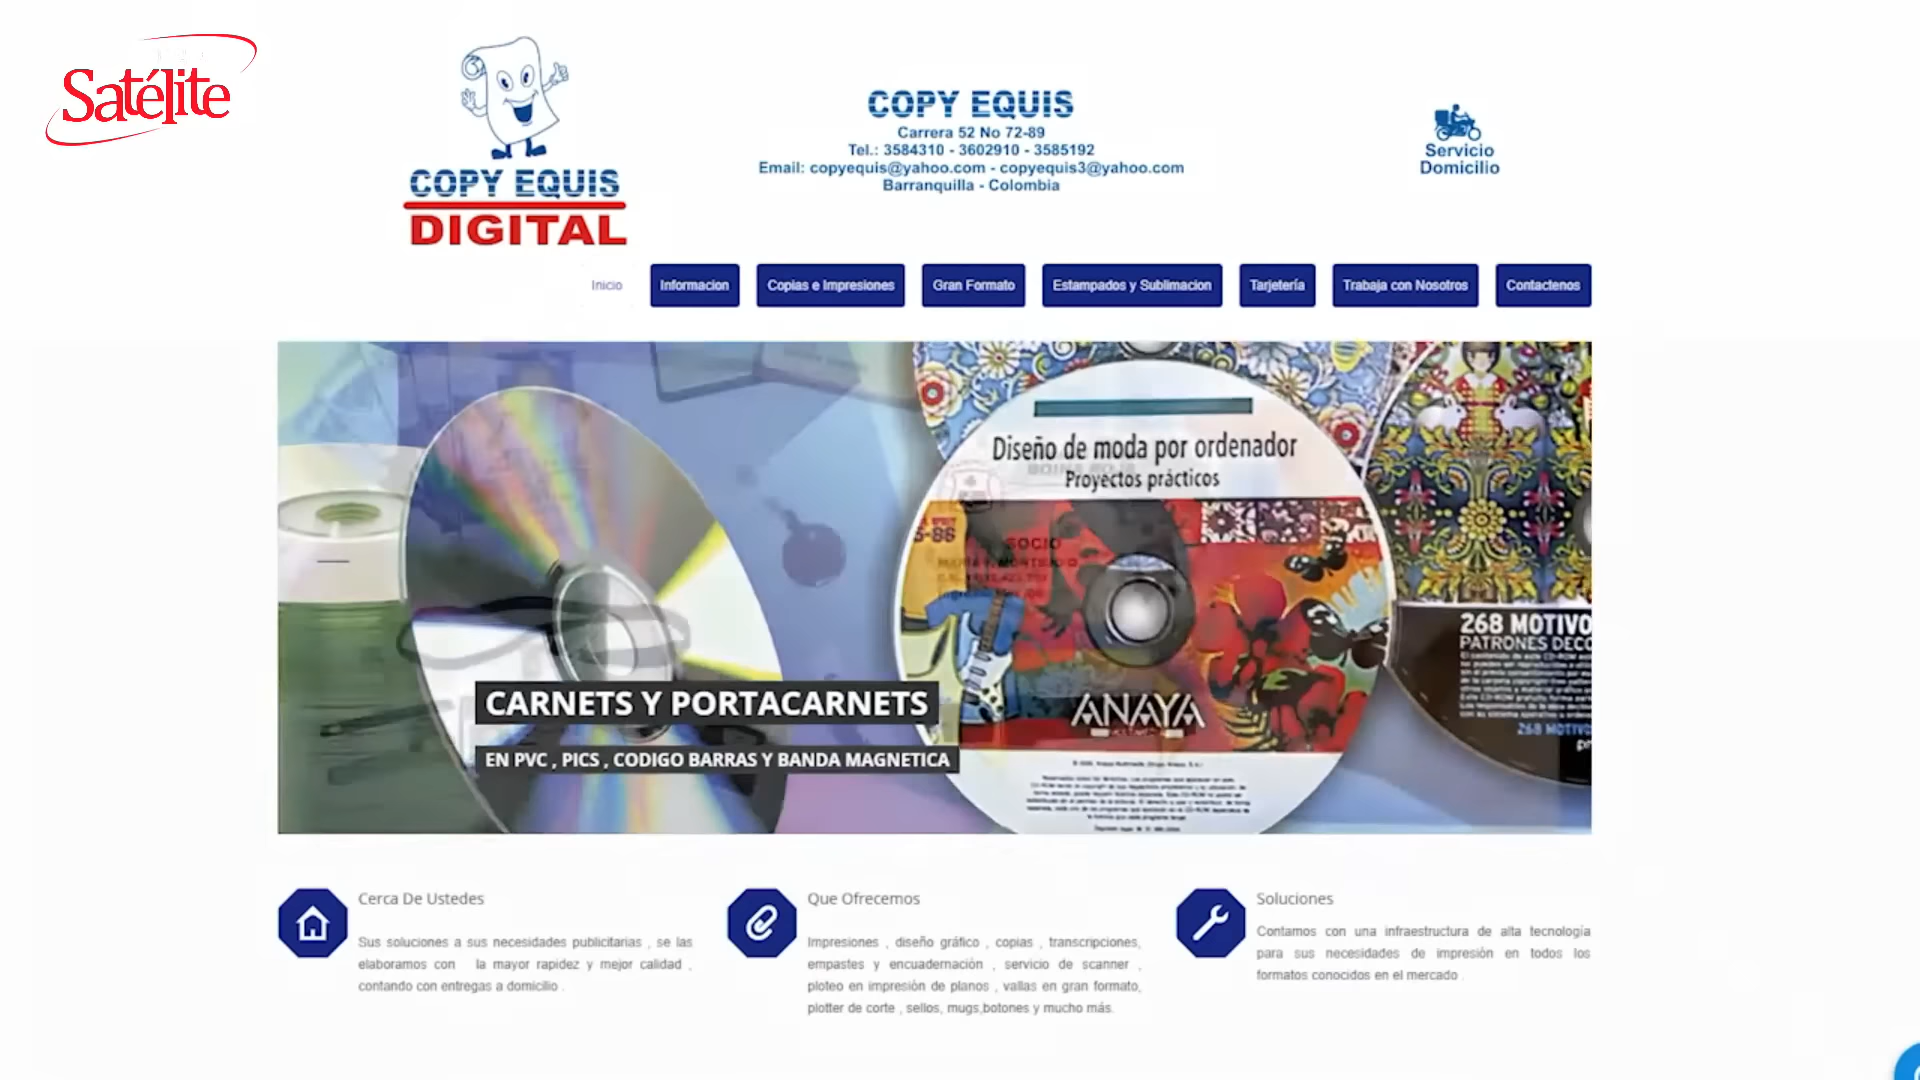 Satélite
COPY EQUIS
DIGITAL
COPY EQUIS
Carrera 52 No 72-89
Tel.: 3584310 - 3602910 - 3585192
Email: copyequis@yahoo.com - copyequis3@yahoo.com
Barranquilla - Colombia
Servicio
Domicilio
Inicio
Informacion
Copias e Impresiones
Gran Formato
Estampados y Sublimacion
Tarjetería
Trabaja con Nosotros
Contactenos
Diseño de moda por ordenador
Proyectos prácticos
SOCIO
ANAYA
268 MOTIVO
PATRONES DECO
268 MOTIVO
CARNETS Y PORTACARNETS
EN PVC , PICS , CODIGO BARRAS Y BANDA MAGNETICA
Cerca De Ustedes
Sus soluciones a sus necesidades publicitarias , se las
elaboramos con la mayor rapidez y mejor calidad ,
contando con entregas a domicilio .
Que Ofrecemos
Impresiones , diseño gráfico , copias , transcripciones,
empastes y encuadernación , servicio de scanner ,
ploteo en impresión de planos , vallas en gran formato,
plotter de corte , sellos, mugs,botones y mucho más.
Soluciones
Contamos con una infraestructura de alta tecnología
para sus necesidades de impresión en todos los
formatos conocidos en el mercado .